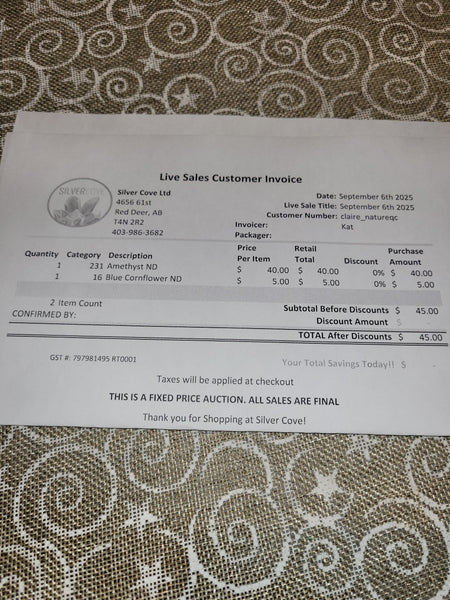 Live Sales Customer Invoice
SILVERCOVE
Silver Cove Ltd
4656 61st
Red Deer, AB
T4N 2R2
403-986-3682
Date: September 6th 2025
Live Sale Title: September 6th 2025
Customer Number: claire_natureqc
Invoicer: Kat
Packager:
Quantity Category Description Price Per Item Retail Total Discount Purchase Amount
1 231 Amethyst ND $ 40.00 $ 40.00 0% $ 40.00
1 16 Blue Cornflower ND $ 5.00 $ 5.00 0% $ 5.00
2 Item Count
Subtotal Before Discounts $ 45.00
CONFIRMED BY:
Discount Amount $ -
TOTAL After Discounts $ 45.00
GST #: 797981495 RT0001
Your Total Savings Today!! $ -
Taxes will be applied at checkout
THIS IS A FIXED PRICE AUCTION. ALL SALES ARE FINAL
Thank you for Shopping at Silver Cove!